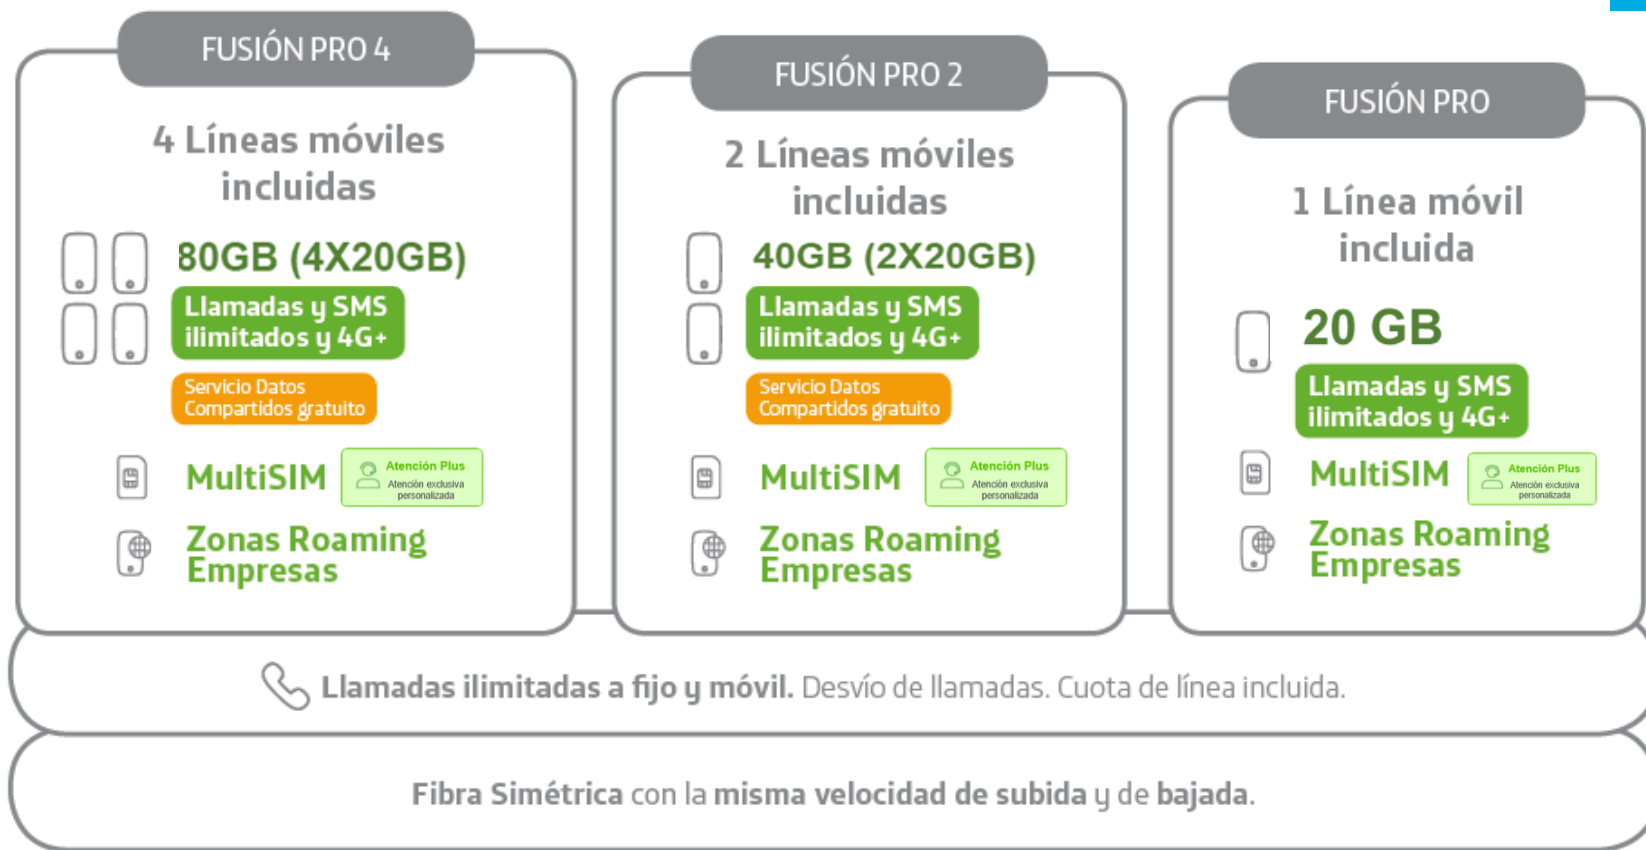 FUSIÓN PRO 4
4 Líneas móviles
incluidas
80GB (4X20GB)
Llamadas y SMS
ilimitados y 4G+
Servicio Datos
Compartidos gratuito
MultiSIM
Atención Plus
Atención exclusiva
personalizada
Zonas Roaming
Empresas
FUSIÓN PRO 2
2 Líneas móviles
incluidas
40GB (2X20GB)
Llamadas y SMS
ilimitados y 4G+
Servicio Datos
Compartidos gratuito
MultiSIM
Atención Plus
Atención exclusiva
personalizada
Zonas Roaming
Empresas
FUSIÓN PRO
1 Línea móvil
incluida
20 GB
Llamadas y SMS
ilimitados y 4G+
MultiSIM
Atención Plus
Atención exclusiva
personalizada
Zonas Roaming
Empresas
Llamadas ilimitadas a fijo y móvil. Desvío de llamadas. Cuota de línea incluida.
Fibra Simétrica con la misma velocidad de subida y de bajada.